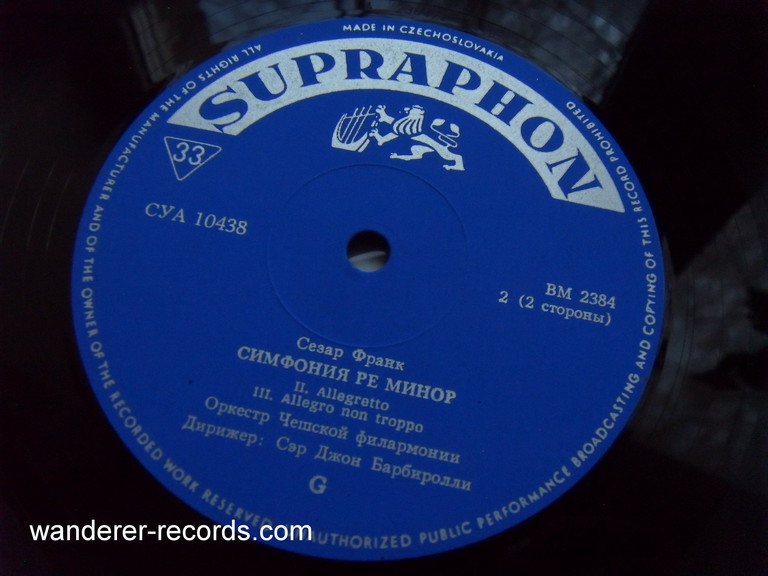 MADE IN CZECHOSLOVAKIA
ALL RIGHTS OF THE MANUFACTURER AND OF THE OWNER OF THE RECORDED WORK RESERVED
AUTHORIZED PUBLIC PERFORMANCE BROADCASTING AND COPYING OF THIS RECORD PROHIBITED
SUPRAPHON
33
СУА 10438
ВМ 2384
2 (2 стороны)
Сезар Франк
СИМФОНИЯ РЕ МИНОР
II. Allegretto
III. Allegro non troppo
Оркестр Чешской филармонии
Дирижер: Сэр Джон Барбиролли
G
wanderer-records.com